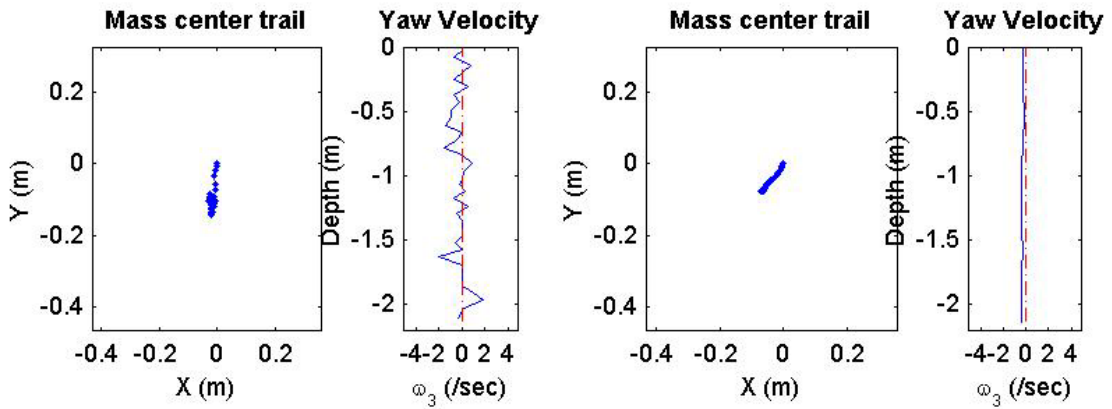 Mass center trail
Yaw Velocity
Mass center trail
Yaw Velocity
0.2
0
-0.2
-0.4
Y (m)
-0.4 -0.2 0 0.2
X (m)
0
-0.5
-1
-1.5
-2
Depth (m)
-4 -2 0 2 4
ω_3 (/sec)
0.2
0
-0.2
-0.4
Y (m)
-0.4 -0.2 0 0.2
X (m)
0
-0.5
-1
-1.5
-2
Depth (m)
-4 -2 0 2 4
ω_3 (/sec)